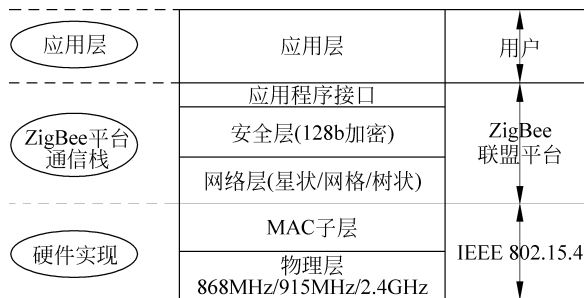 应用层
应用层
用户
应用程序接口
ZigBee平台
通信栈
安全层(128b加密)
ZigBee
联盟平台
网络层(星状/网格/树状)
MAC子层
硬件实现
IEEE 802.15.4
物理层
868MHz/915MHz/2.4GHz